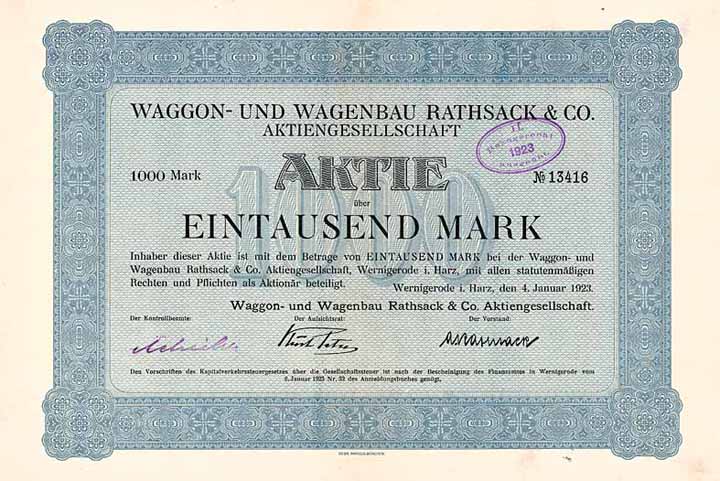 WAGGON- UND WAGENBAU RATHSACK & CO.
AKTIENGESELLSCHAFT
1923
1000 Mark
AKTIE
№ 13416
über
1000
EINTAUSEND MARK
Inhaber dieser Aktie ist mit dem Betrage von EINTAUSEND MARK bei der Waggon- und
Wagenbau Rathsack & Co. Aktiengesellschaft, Wernigerode i. Harz, mit allen statutenmäßigen
Rechten und Pflichten als Aktionär beteiligt.
Wernigerode i. Harz, den 4. Januar 1923.
Waggon- und Wagenbau Rathsack & Co. Aktiengesellschaft.
Der Kontrollbeamte:
Der Aufsichtsrat:
Der Vorstand:
Den Vorschriften des Kapitalverkehrssteuergesetzes über die Gesellschaftssteuer ist nach der Bescheinigung des Finanzamtes in Wernigerode vom
Januar 1923 Nr. 32 des Anmeldungsbuches genügt.